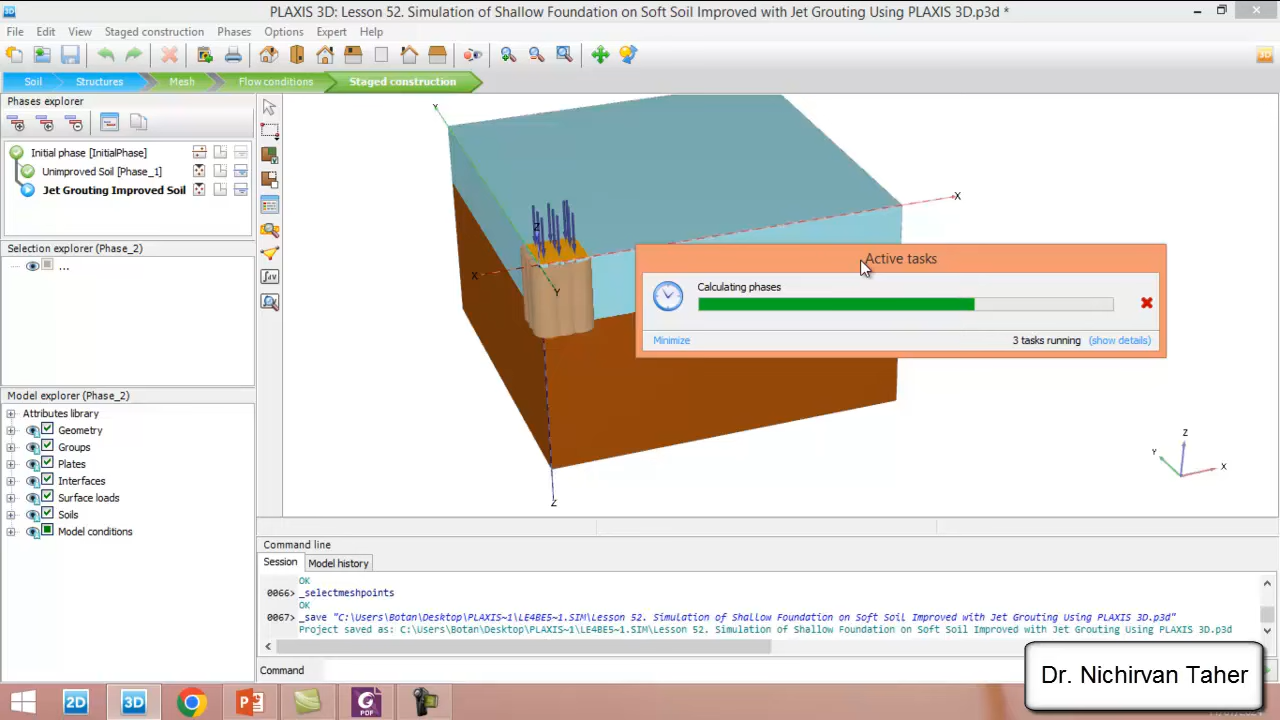 PLAXIS 3D: Lesson 52. Simulation of Shallow Foundation on Soft Soil Improved with Jet Grouting Using PLAXIS 3D.p3d *
File Edit View Staged construction Phases Options Expert Help
Soil Structures Mesh Flow conditions Staged construction
Phases explorer
Initial phase [InitialPhase]
Unimproved Soil [Phase_1]
Jet Grouting Improved Soil
Selection explorer (Phase_2)
...
Model explorer (Phase_2)
Attributes library
Geometry
Groups
Plates
Interfaces
Surface loads
Soils
Model conditions
Y
X
Z
X
Y
Z
Active tasks
Calculating phases
Minimize 3 tasks running (show details)
Z
Y
X
Command line
Session Model history
OK
0066> _selectmeshpoints
OK
0067> _save "C:\Users\Botan\Desktop\PLAXIS~1\LE4BE5~1.SIM\Lesson 52. Simulation of Shallow Foundation on Soft Soil Improved with Jet Grouting Using PLAXIS 3D.p3d"
Project saved as: C:\Users\Botan\Desktop\PLAXIS~1\LE4BE5~1.SIM\Lesson 52. Simulation of Shallow Foundation on Soft Soil Improved with Jet Grouting Using PLAXIS 3D.p3d
Command
Dr. Nichirvan Taher
2D 3D PDF